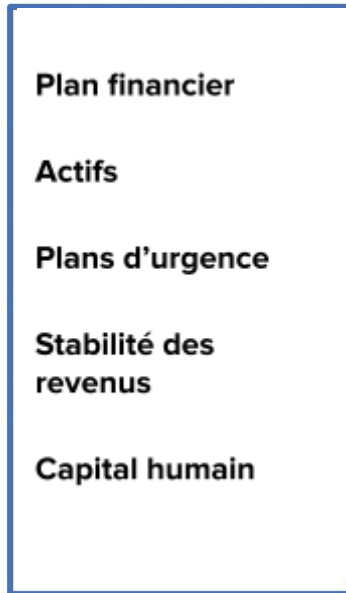 Plan financier
Actifs
Plans d’urgence
Stabilité des
revenus
Capital humain